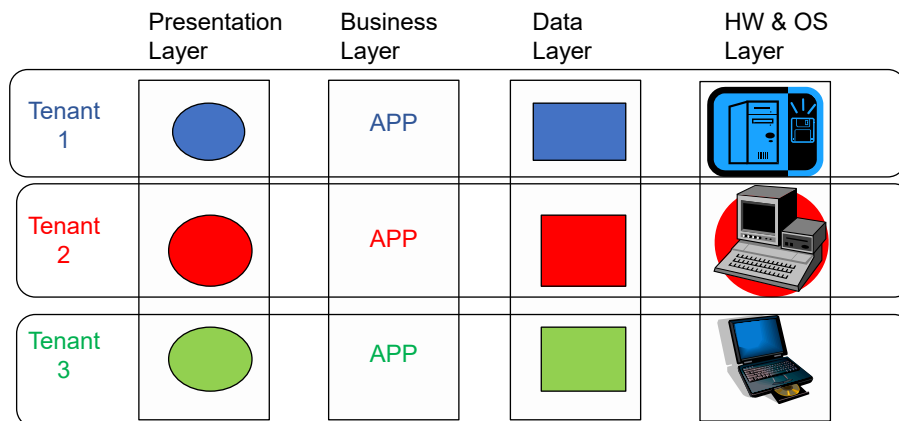 Presentation Layer
Business Layer
Data Layer
HW & OS Layer
Tenant 1
APP
Tenant 2
APP
Tenant 3
APP